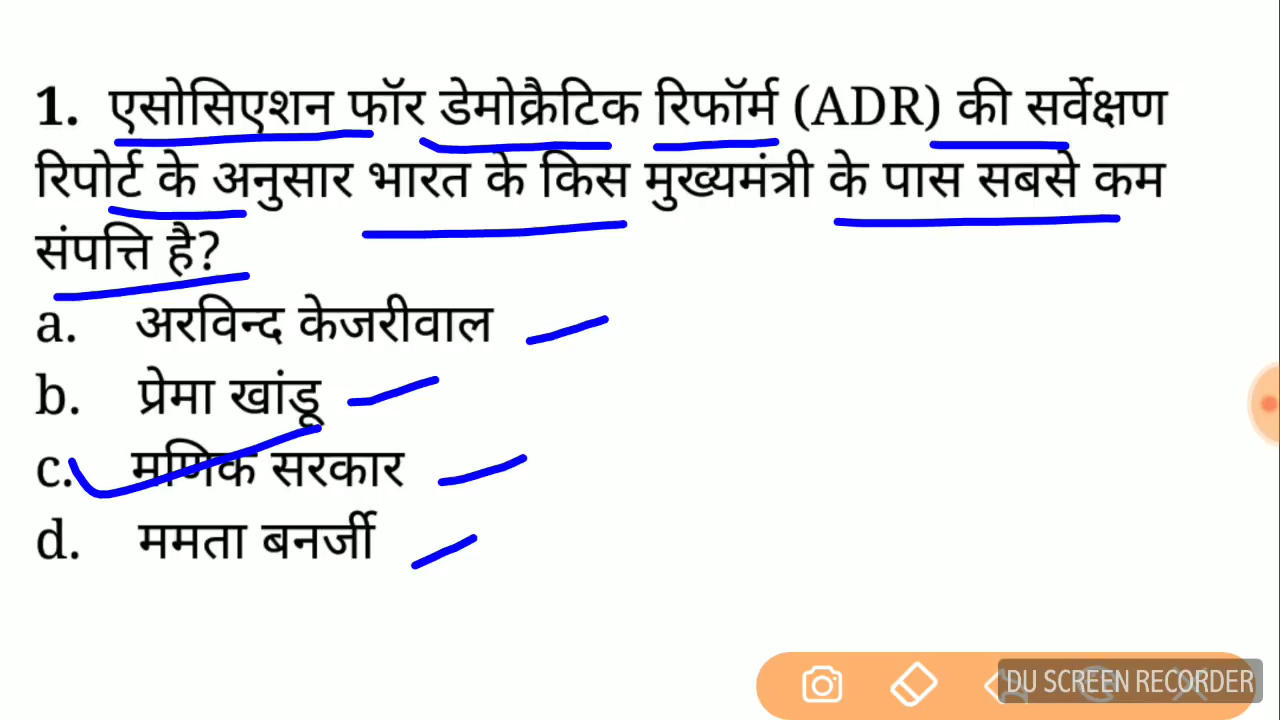 1. एसोसिएशन फॉर डेमोक्रैटिक रिफॉर्म (ADR) की सर्वेक्षण
रिपोर्ट के अनुसार भारत के किस मुख्यमंत्री के पास सबसे कम
संपत्ति है?
a. अरविन्द केजरीवाल
b. प्रेमा खांडू
c. मणिक सरकार
d. ममता बनर्जी
DU SCREEN RECORDER